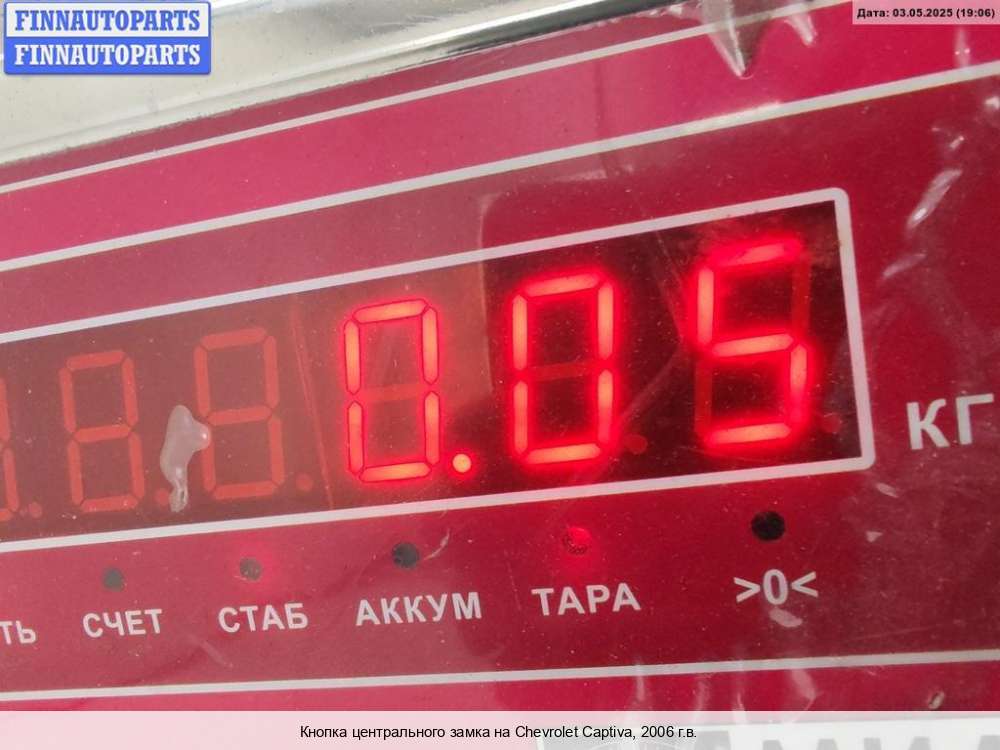 FINNAUTOPARTS
FINNAUTOPARTS
Дата: 03.05.2025 (19:06)
0.05
КГ
ТЬ
СЧЕТ
СТАБ
АККУМ
ТАРА
>0<
Кнопка центрального замка на Chevrolet Captiva, 2006 г.в.